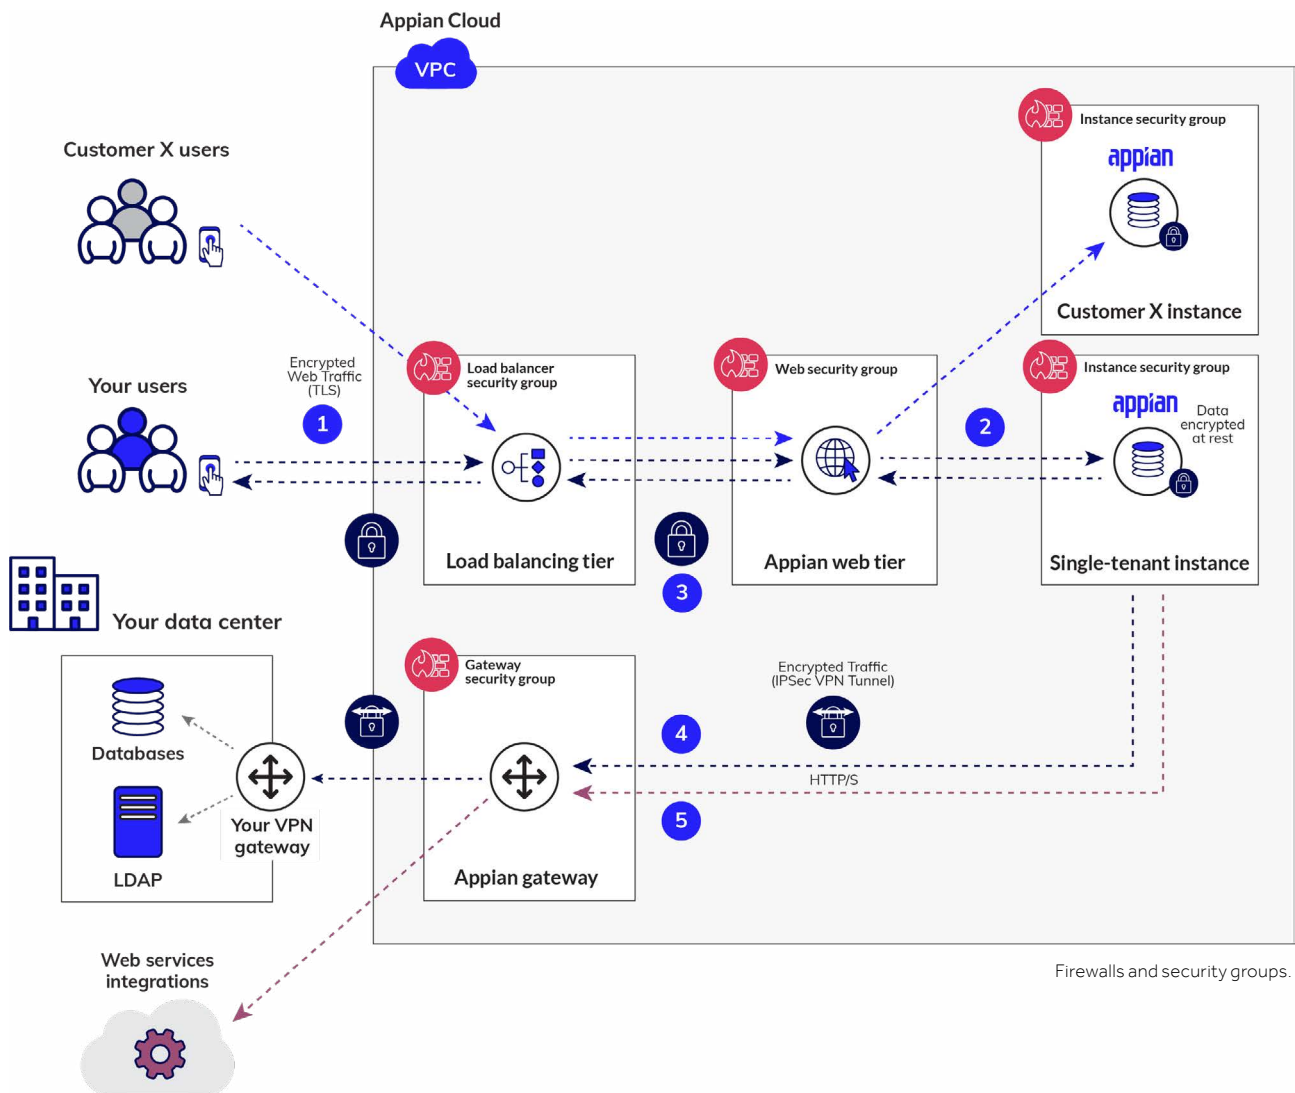 Appian Cloud
VPC
Instance security group
appian
Customer X instance
Customer X users
Your users
Encrypted
Web Traffic
(TLS)
1
Load balancer
security group
Load balancing tier
3
Web security group
Appian web tier
2
Instance security group
appian
Data
encrypted
at rest
Single-tenant instance
Your data center
Databases
LDAP
Your VPN
gateway
Gateway
security group
Appian gateway
Encrypted Traffic
(IPSec VPN Tunnel)
4
HTTP/S
5
Web services
integrations
Firewalls and security groups.